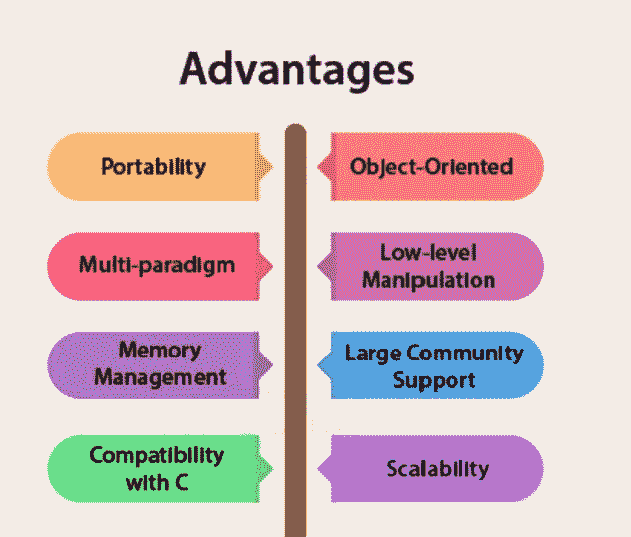 Advantages
Portability
Object-Oriented
Multi-paradigm
Low-level
Manipulation
Memory
Management
Large Community
Support
Compatibility
with C
Scalability